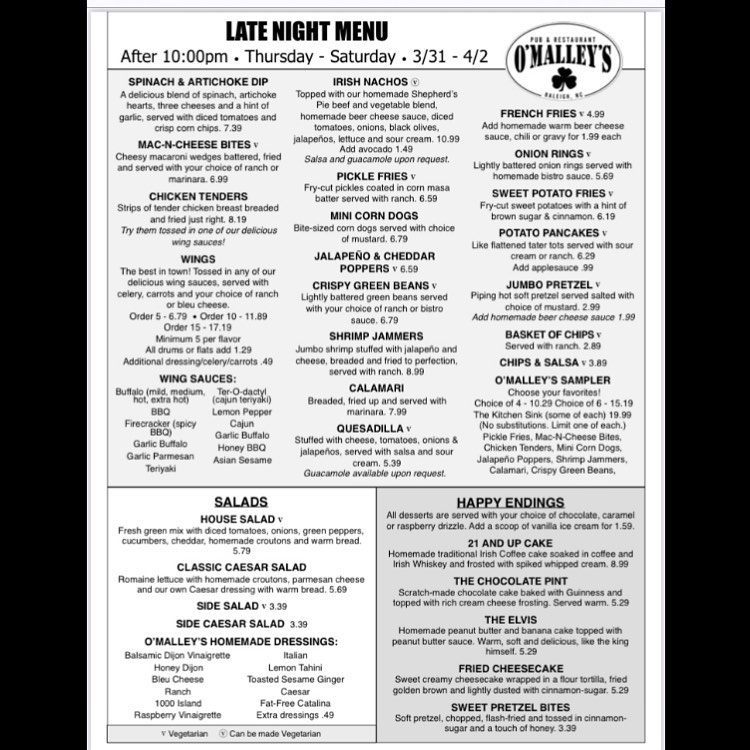 LATE NIGHT MENU
After 10:00pm • Thursday - Saturday • 3/31 - 4/2
PUB & RESTAURANT
O'MALLEY'S
RALEIGH, NC
SPINACH & ARTICHOKE DIP
A delicious blend of spinach, artichoke
hearts, three cheeses and a hint of
garlic, served with diced tomatoes and
crisp corn chips. 7.39
MAC-N-CHEESE BITES v
Cheesy macaroni wedges battered, fried
and served with your choice of ranch or
marinara. 6.99
CHICKEN TENDERS
Strips of tender chicken breast breaded
and fried just right. 8.19
Try them tossed in one of our delicious
wing sauces!
WINGS
The best in town! Tossed in any of our
delicious wing sauces, served with
celery, carrots and your choice of ranch
or bleu cheese.
Order 5 - 6.79 • Order 10 - 11.89
Order 15 - 17.19
Minimum 5 per flavor
All drums or flats add 1.29
Additional dressing/celery/carrots .49
WING SAUCES:
Buffalo (mild, medium,
hot, extra hot)
BBQ
Firecracker (spicy
BBQ)
Garlic Buffalo
Garlic Parmesan
Teriyaki
Ter-O-dactyl
(cajun teriyaki)
Lemon Pepper
Cajun
Garlic Buffalo
Honey BBQ
Asian Sesame
IRISH NACHOS v
Topped with our homemade Shepherd's
Pie beef and vegetable blend,
homemade beer cheese sauce, diced
tomatoes, onions, black olives,
jalapeños, lettuce and sour cream. 10.99
Add avocado 1.49
Salsa and guacamole upon request.
PICKLE FRIES v
Fry-cut pickles coated in corn masa
batter served with ranch. 6.59
MINI CORN DOGS
Bite-sized corn dogs served with choice
of mustard. 6.79
JALAPEÑO & CHEDDAR
POPPERS v 6.59
CRISPY GREEN BEANS v
Lightly battered green beans served
with your choice of ranch or bistro
sauce. 6.79
SHRIMP JAMMERS
Jumbo shrimp stuffed with jalapeño and
cheese, breaded and fried to perfection,
served with ranch. 8.99
CALAMARI
Breaded, fried up and served with
marinara. 7.99
QUESADILLA v
Stuffed with cheese, tomatoes, onions &
jalapeños, served with salsa and sour
cream. 5.39
Guacamole available upon request.
FRENCH FRIES v 4.99
Add homemade warm beer cheese
sauce, chili or gravy for 1.99 each
ONION RINGS v
Lightly battered onion rings served with
homemade bistro sauce. 5.69
SWEET POTATO FRIES v
Fry-cut sweet potatoes with a hint of
brown sugar & cinnamon. 6.19
POTATO PANCAKES v
Like flattened tater tots served with sour
cream or ranch. 6.29
Add applesauce .99
JUMBO PRETZEL v
Piping hot soft pretzel served salted with
choice of mustard. 2.99
Add homemade beer cheese sauce 1.99
BASKET OF CHIPS v
Served with ranch. 2.89
CHIPS & SALSA v 3.89
O'MALLEY'S SAMPLER
Choose your favorites!
Choice of 4 - 10.29 Choice of 6 - 15.19
The Kitchen Sink (some of each) 19.99
(No substitutions. Limit one of each.)
Pickle Fries, Mac-N-Cheese Bites,
Chicken Tenders, Mini Corn Dogs,
Jalapeño Poppers, Shrimp Jammers,
Calamari, Crispy Green Beans,
SALADS
HOUSE SALAD v
Fresh green mix with diced tomatoes, onions, green peppers,
cucumbers, cheddar, homemade croutons and warm bread.
5.79
CLASSIC CAESAR SALAD
Romaine lettuce with homemade croutons, parmesan cheese
and our own Caesar dressing with warm bread. 5.69
SIDE SALAD v 3.39
SIDE CAESAR SALAD 3.39
O'MALLEY'S HOMEMADE DRESSINGS:
Balsamic Dijon Vinaigrette
Honey Dijon
Bleu Cheese
Ranch
1000 Island
Raspberry Vinaigrette
Italian
Lemon Tahini
Toasted Sesame Ginger
Caesar
Fat-Free Catalina
Extra dressings .49
v Vegetarian v Can be made Vegetarian
HAPPY ENDINGS
All desserts are served with your choice of chocolate, caramel
or raspberry drizzle. Add a scoop of vanilla ice cream for 1.59.
21 AND UP CAKE
Homemade traditional Irish Coffee cake soaked in coffee and
Irish Whiskey and frosted with spiked whipped cream. 8.99
THE CHOCOLATE PINT
Scratch-made chocolate cake baked with Guinness and
topped with rich cream cheese frosting. Served warm. 5.29
THE ELVIS
Homemade peanut butter and banana cake topped with
peanut butter sauce. Warm, soft and delicious, like the king
himself. 5.29
FRIED CHEESECAKE
Sweet creamy cheesecake wrapped in a flour tortilla, fried
golden brown and lightly dusted with cinnamon-sugar. 5.29
SWEET PRETZEL BITES
Soft pretzel, chopped, flash-fried and tossed in cinnamon-
sugar and a touch of honey. 3.39